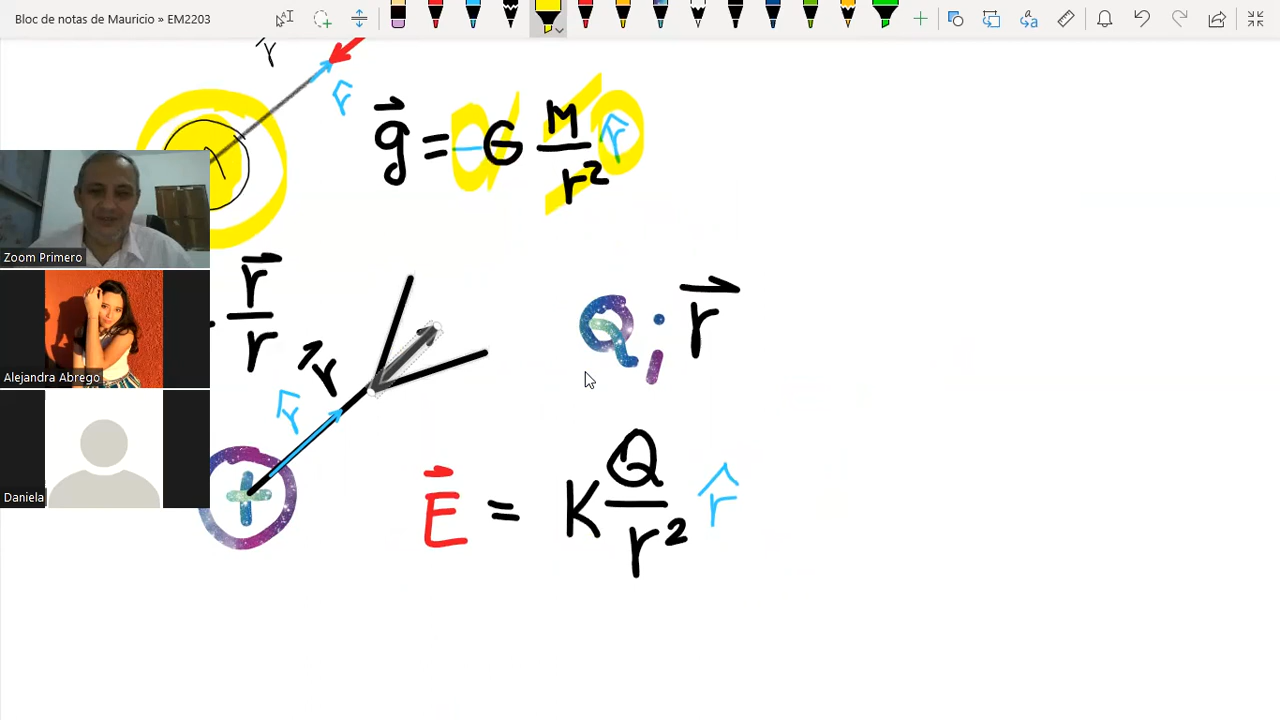 Bloc de notas de Mauricio » EM2203
r⃗
r̂
g⃗ = -G M/r² r̂
Zoom Primero
r⃗/r
Q; r⃗
r⃗
Alejandra Abrego
r̂
+
E⃗ = K Q/r² r̂
Daniela